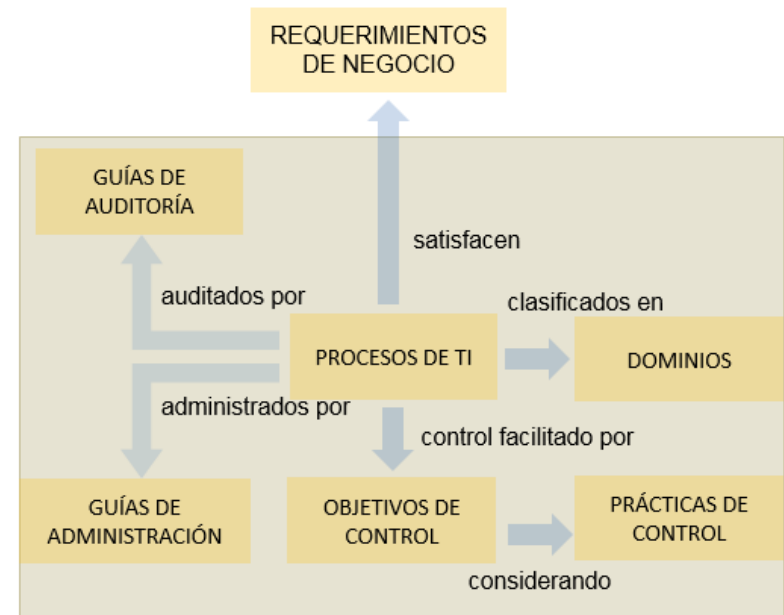 REQUERIMIENTOS
DE NEGOCIO
GUÍAS DE
AUDITORÍA
satisfacen
auditados por
clasificados en
PROCESOS DE TI
DOMINIOS
administrados por
control facilitado por
GUÍAS DE
ADMINISTRACIÓN
OBJETIVOS DE
CONTROL
PRÁCTICAS DE
CONTROL
considerando